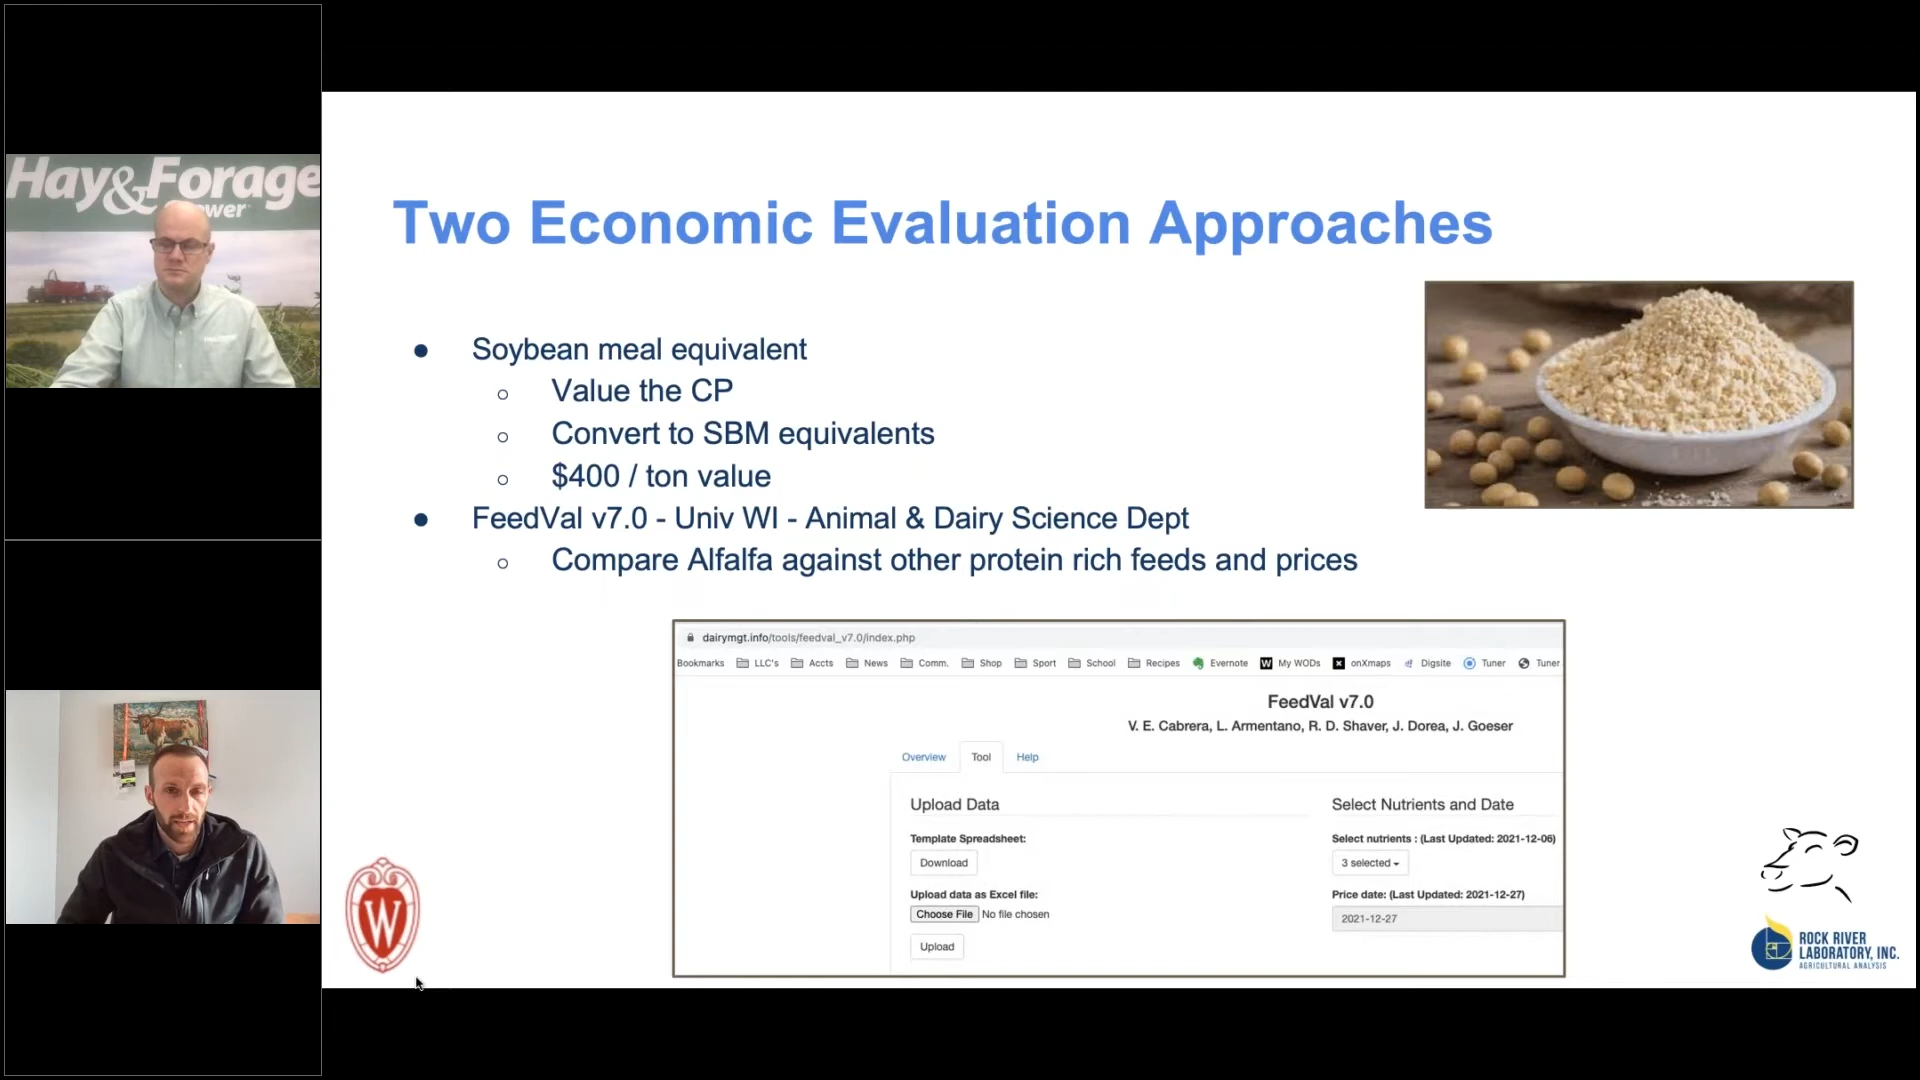 Hay&Forage
Two Economic Evaluation Approaches
● Soybean meal equivalent
○ Value the CP
○ Convert to SBM equivalents
○ $400 / ton value
● FeedVal v7.0 - Univ WI - Animal & Dairy Science Dept
○ Compare Alfalfa against other protein rich feeds and prices
dairymgt.info/tools/feedval_v7.0/index.php
Bookmarks LLC's Accts News Comm. Shop Sport School Recipes Evernote W My WODs onXmaps Digsite Tuner Tuner
FeedVal v7.0
V. E. Cabrera, L. Armentano, R. D. Shaver, J. Dorea, J. Goeser
Overview Tool Help
Upload Data
Template Spreadsheet:
Download
Upload data as Excel file:
Choose File No file chosen
Upload
Select Nutrients and Date
Select nutrients : (Last Updated: 2021-12-06)
3 selected
Price date: (Last Updated: 2021-12-27)
2021-12-27
W
ROCK RIVER
LABORATORY, INC.
AGRICULTURAL ANALYSIS